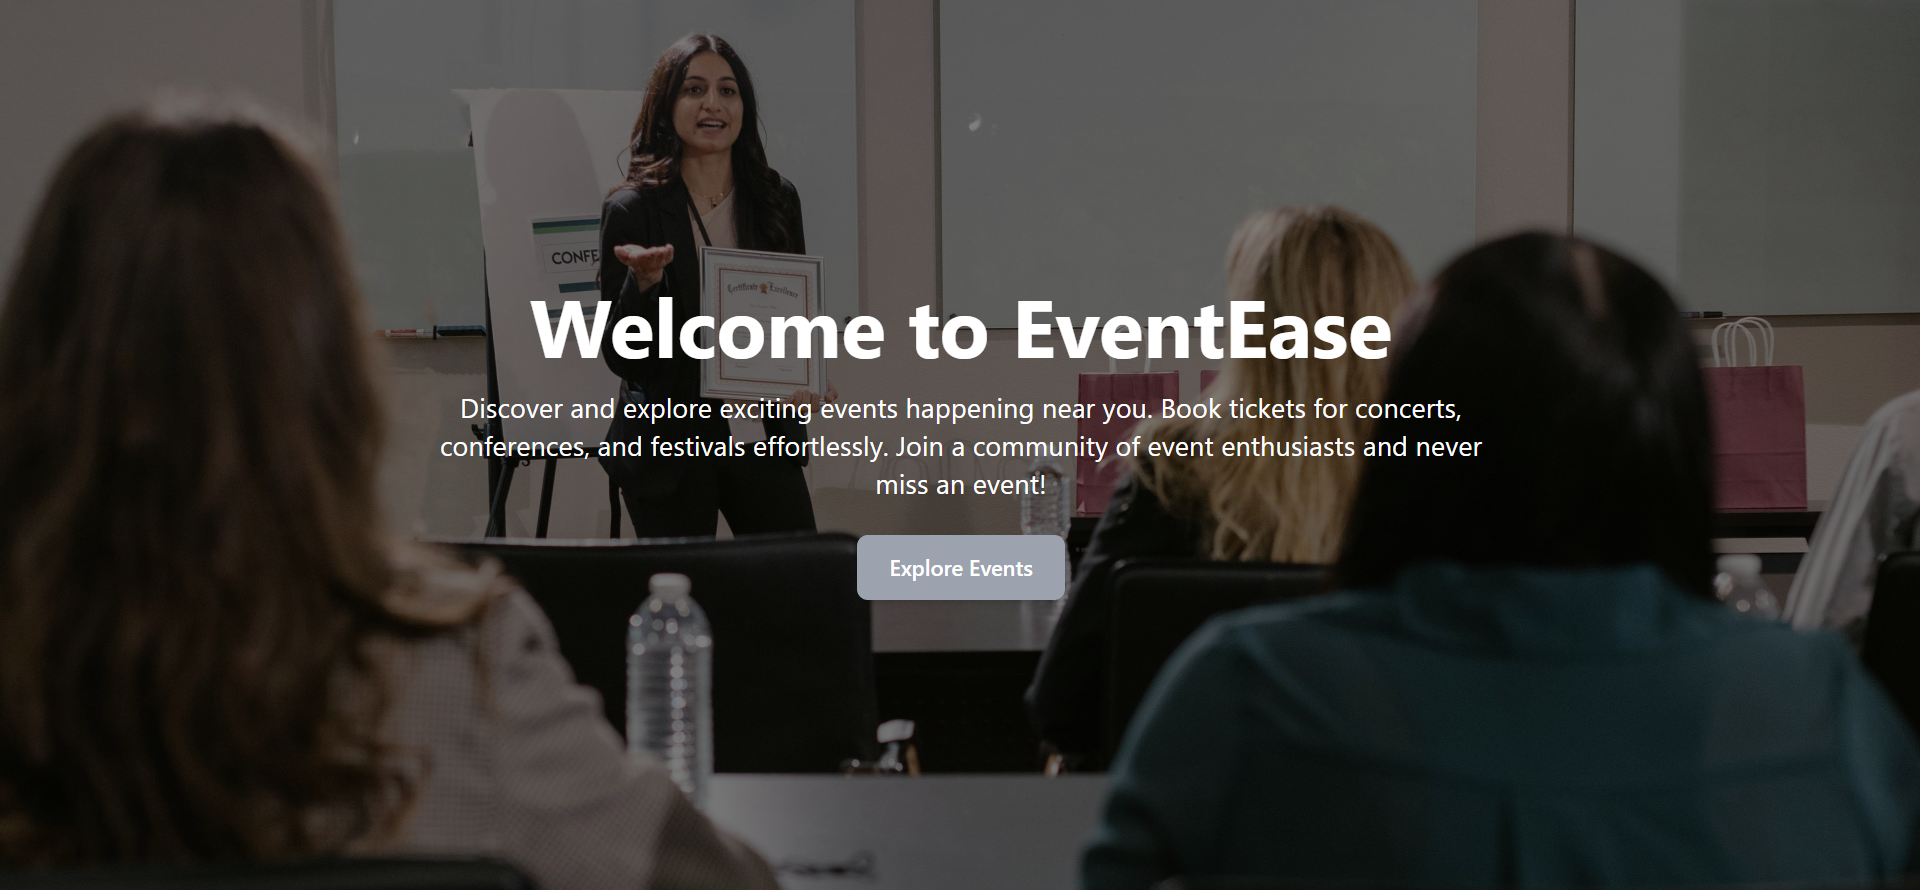 CONFE
Certificate Excellence
Welcome to EventEase
Discover and explore exciting events happening near you. Book tickets for concerts,
conferences, and festivals effortlessly. Join a community of event enthusiasts and never
miss an event!
Explore Events